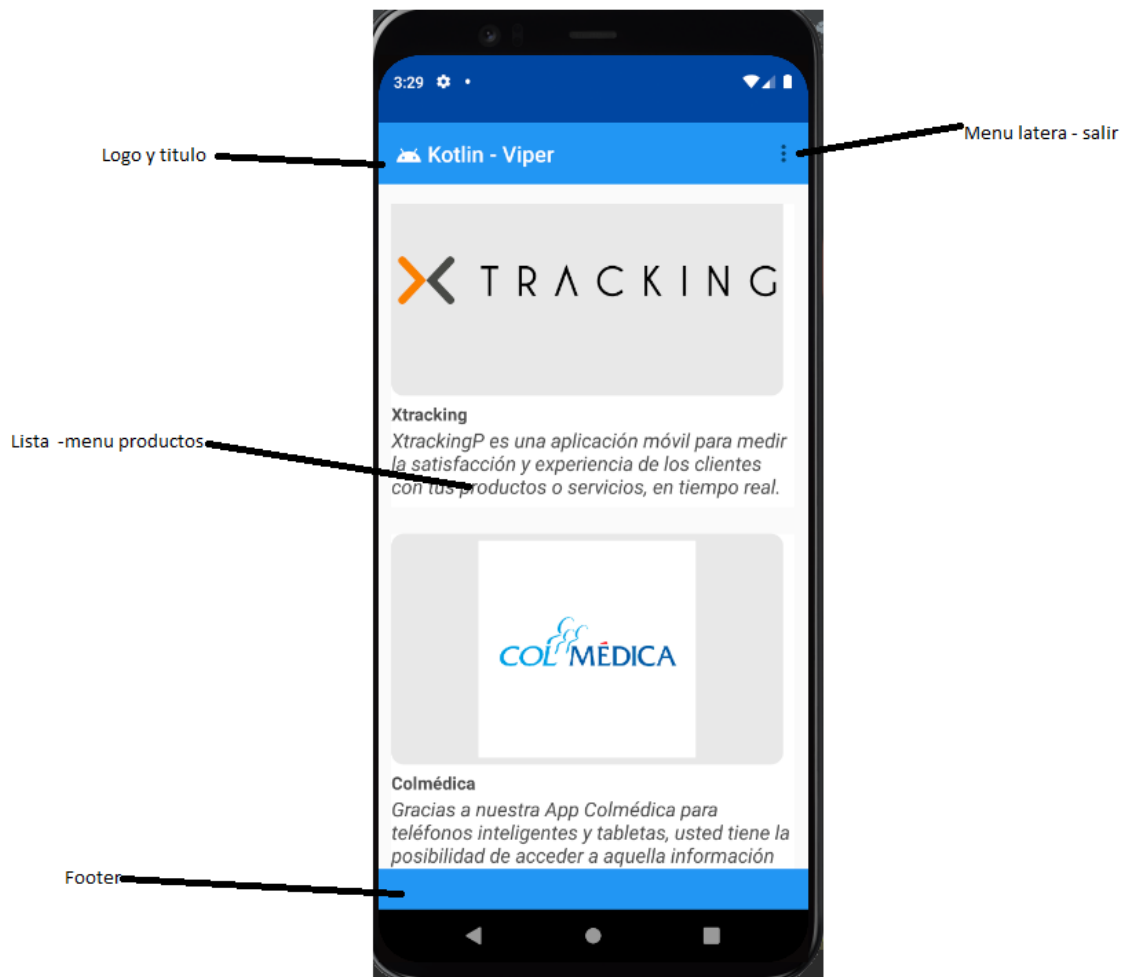 3:29
Menu latera - salir
Logo y titulo
Kotlin - Viper
TRACKING
Xtracking
Lista -menu productos
XtrackingP es una aplicación móvil para medir
la satisfacción y experiencia de los clientes
con tus productos o servicios, en tiempo real.
COLMÉDICA
Colmédica
Gracias a nuestra App Colmédica para
teléfonos inteligentes y tabletas, usted tiene la
posibilidad de acceder a aquella información
Footer